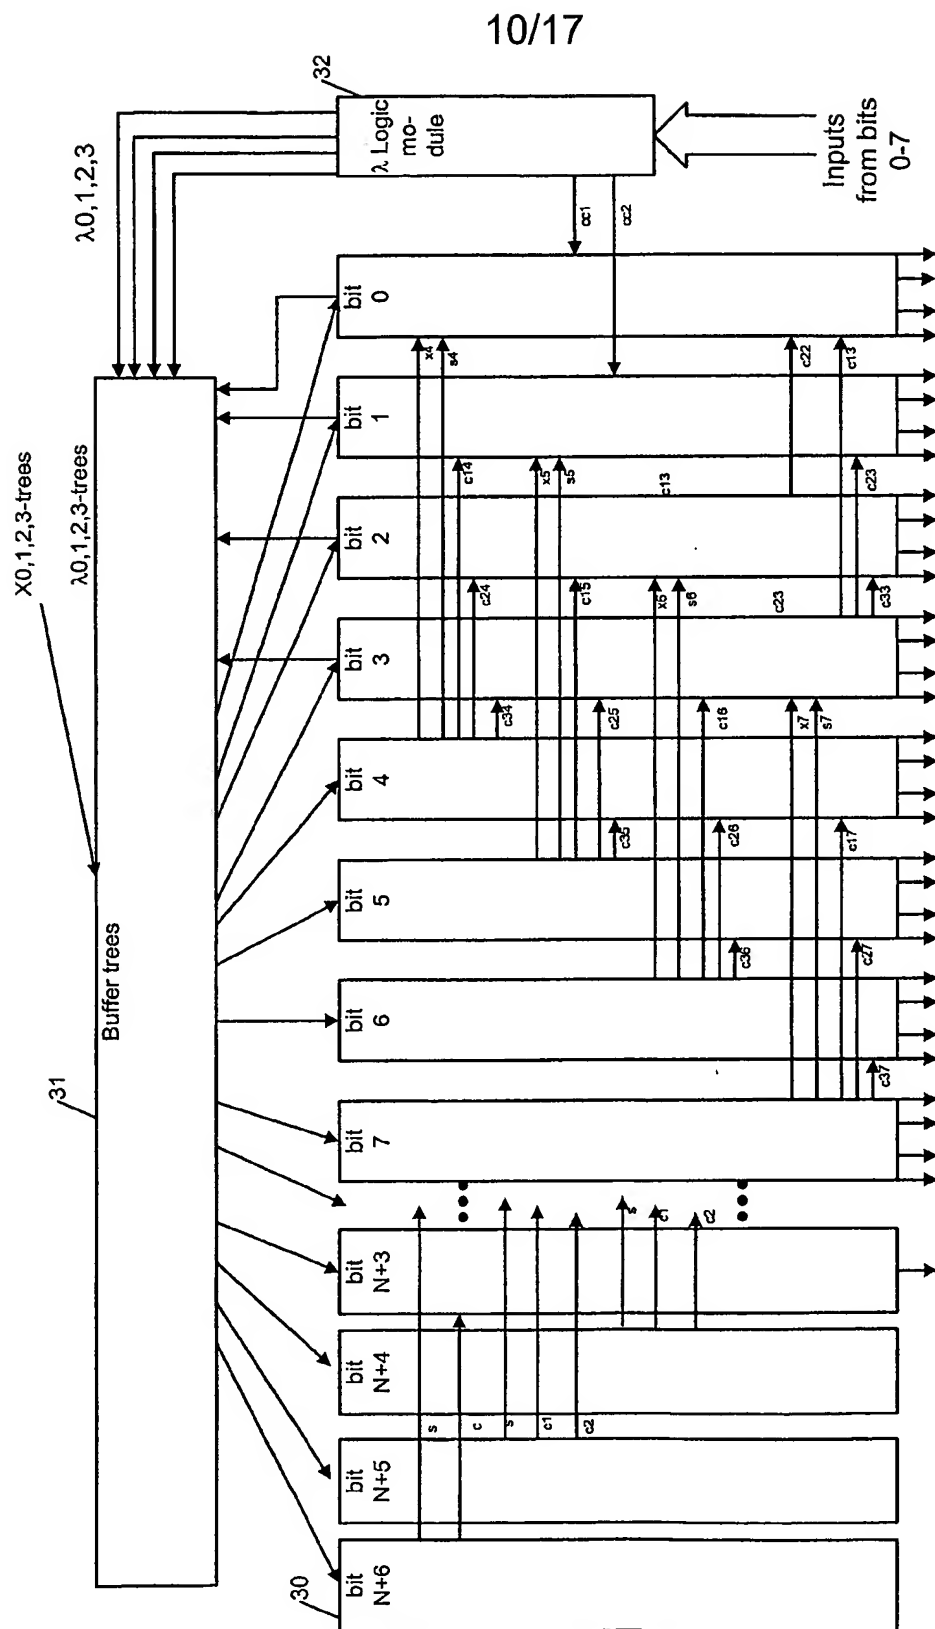 10/17
32
λ Logic
mo-
dule
Inputs
from bits
0-7
λ0,1,2,3
cc1
cc2
X0,1,2,3-trees
λ0,1,2,3-trees
Buffer trees
31
bit
0
x4
s4
c22
c13
bit
1
c14
x5
s5
c13
c23
bit
2
c24
c15
x6
s6
c23
c33
bit
3
c34
c25
c16
x7
s7
bit
4
c35
c26
c17
bit
5
c36
c27
bit
6
c37
bit
7
s
c1
c2
bit
N+3
bit
N+4
s
c
s
c1
c2
bit
N+5
bit
N+6
30